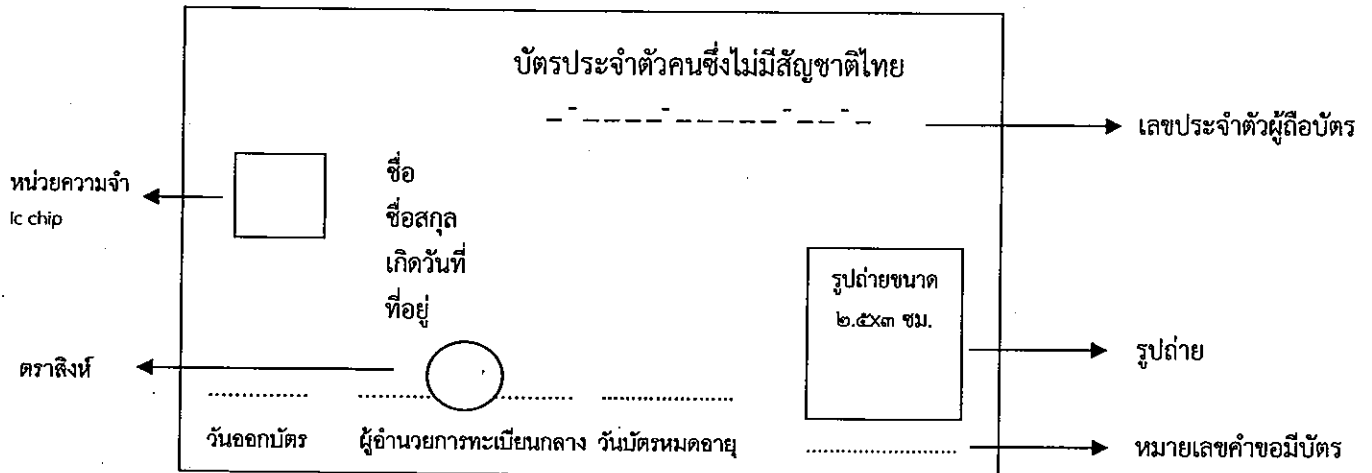 บัตรประจำตัวคนซึ่งไม่มีสัญชาติไทย
_-____-_____-__-_
เลขประจำตัวผู้ถือบัตร
หน่วยความจำ
Ic chip
ชื่อ
ชื่อสกุล
เกิดวันที่
ที่อยู่
รูปถ่ายขนาด
๒.๕x๓ ซม.
รูปถ่าย
ตราสิงห์
วันออกบัตร ผู้อำนวยการทะเบียนกลาง วันบัตรหมดอายุ
หมายเลขคำขอมีบัตร